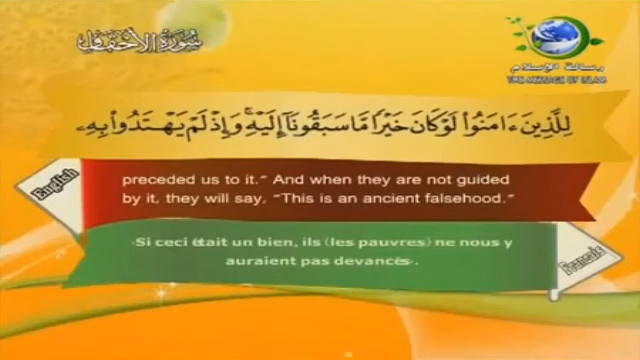 سورة الأحقاف
رسالة الإسلام
THE MESSAGE OF ISLAM
لِلَّذِينَ ءَامَنُوا۟ لَوْ كَانَ خَيْرًا مَّا سَبَقُونَآ إِلَيْهِ ۚ وَإِذْ لَمْ يَهْتَدُوا۟ بِهِۦ
English
preceded us to it." And when they are not guided
by it, they will say, "This is an ancient falsehood."
«Si ceci était un bien, ils (les pauvres) ne nous y
auraient pas devancés».
Francais